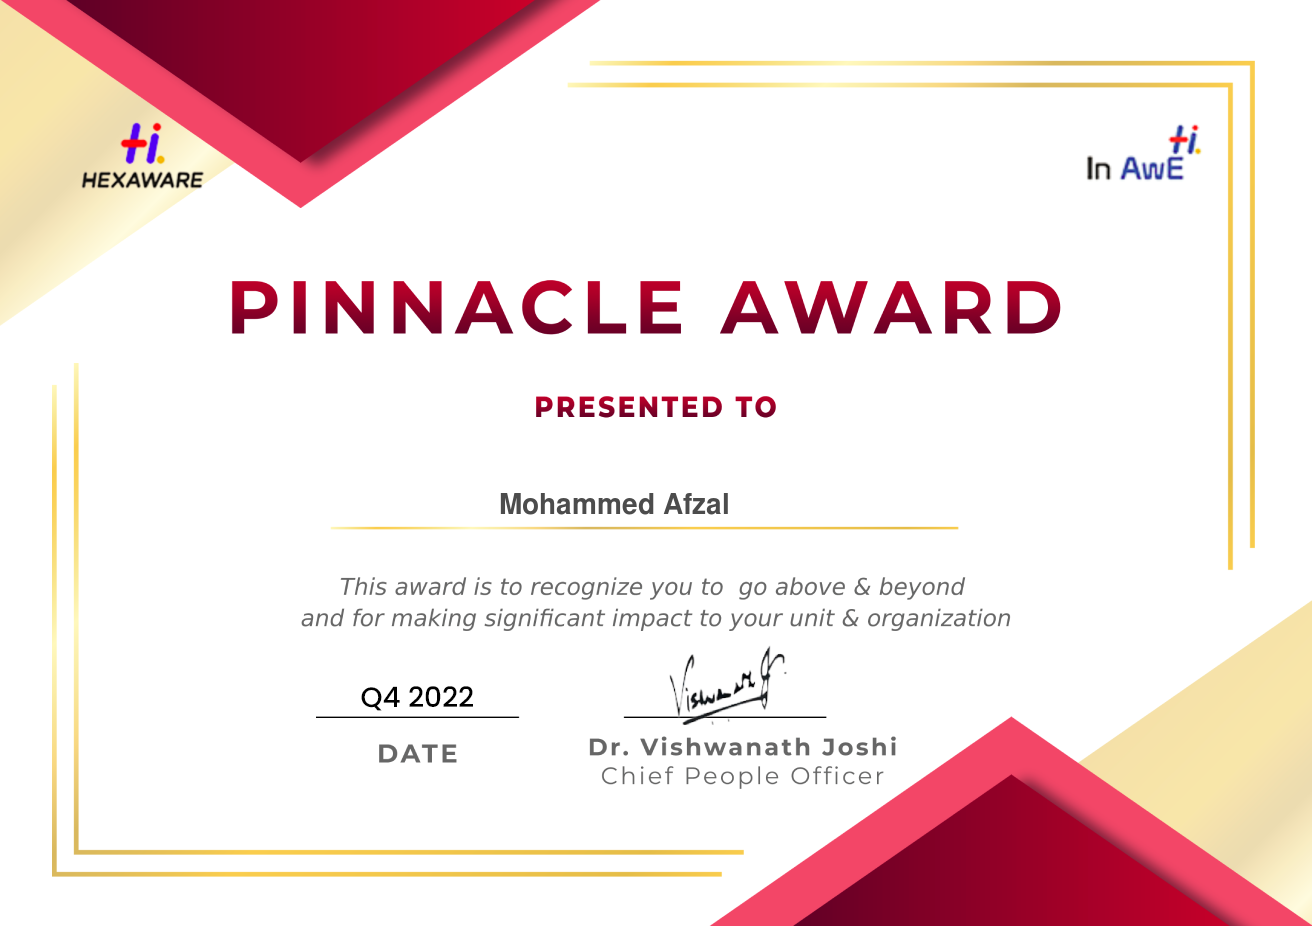 Hi.
HEXAWARE
Hi.
In AwE
PINNACLE AWARD
PRESENTED TO
Mohammed Afzal
This award is to recognize you to  go above & beyond
and for making significant impact to your unit & organization
Vishwanath J.
Q4 2022
DATE
Dr. Vishwanath Joshi
Chief People Officer